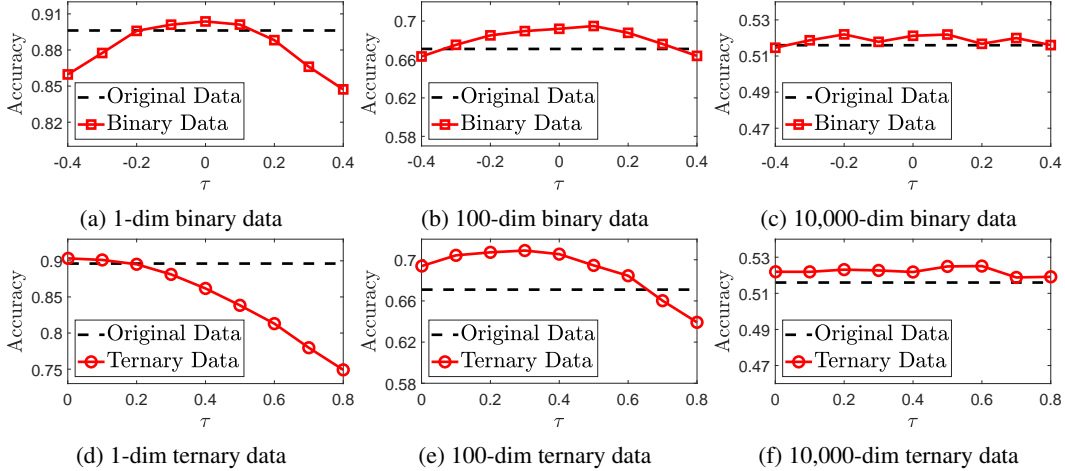 0.91
0.88
0.85
0.82
Accuracy
Original Data
Binary Data
-0.4 -0.2 0 0.2 0.4
τ
(a) 1-dim binary data
0.7
0.66
0.62
0.58
Accuracy
Original Data
Binary Data
-0.4 -0.2 0 0.2 0.4
τ
(b) 100-dim binary data
0.53
0.51
0.49
0.47
Accuracy
Original Data
Binary Data
-0.4 -0.2 0 0.2 0.4
τ
(c) 10,000-dim binary data
0.9
0.85
0.8
0.75
Accuracy
Original Data
Ternary Data
0 0.2 0.4 0.6 0.8
τ
(d) 1-dim ternary data
0.7
0.66
0.62
0.58
Accuracy
Original Data
Ternary Data
0 0.2 0.4 0.6 0.8
τ
(e) 100-dim ternary data
0.53
0.51
0.49
0.47
Accuracy
Original Data
Ternary Data
0 0.2 0.4 0.6 0.8
τ
(f) 10,000-dim ternary data